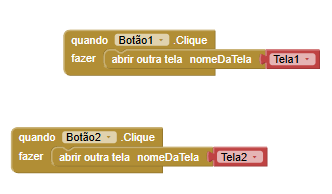 quando Botão1 .Clique
fazer abrir outra tela nomeDaTela Tela1
quando Botão2 .Clique
fazer abrir outra tela nomeDaTela Tela2